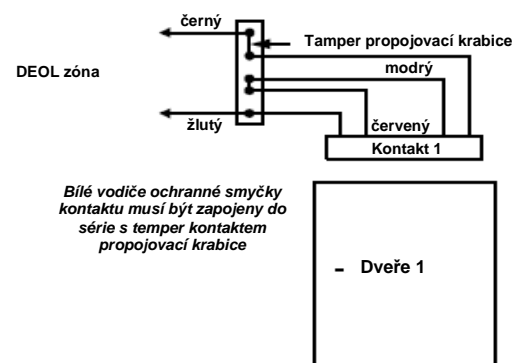 černý
Tamper propojovací krabice
DEOL zóna
modrý
žlutý
červený
Kontakt 1
Bílé vodiče ochranné smyčky
kontaktu musí být zapojeny do
série s temper kontaktem
propojovací krabice
Dveře 1